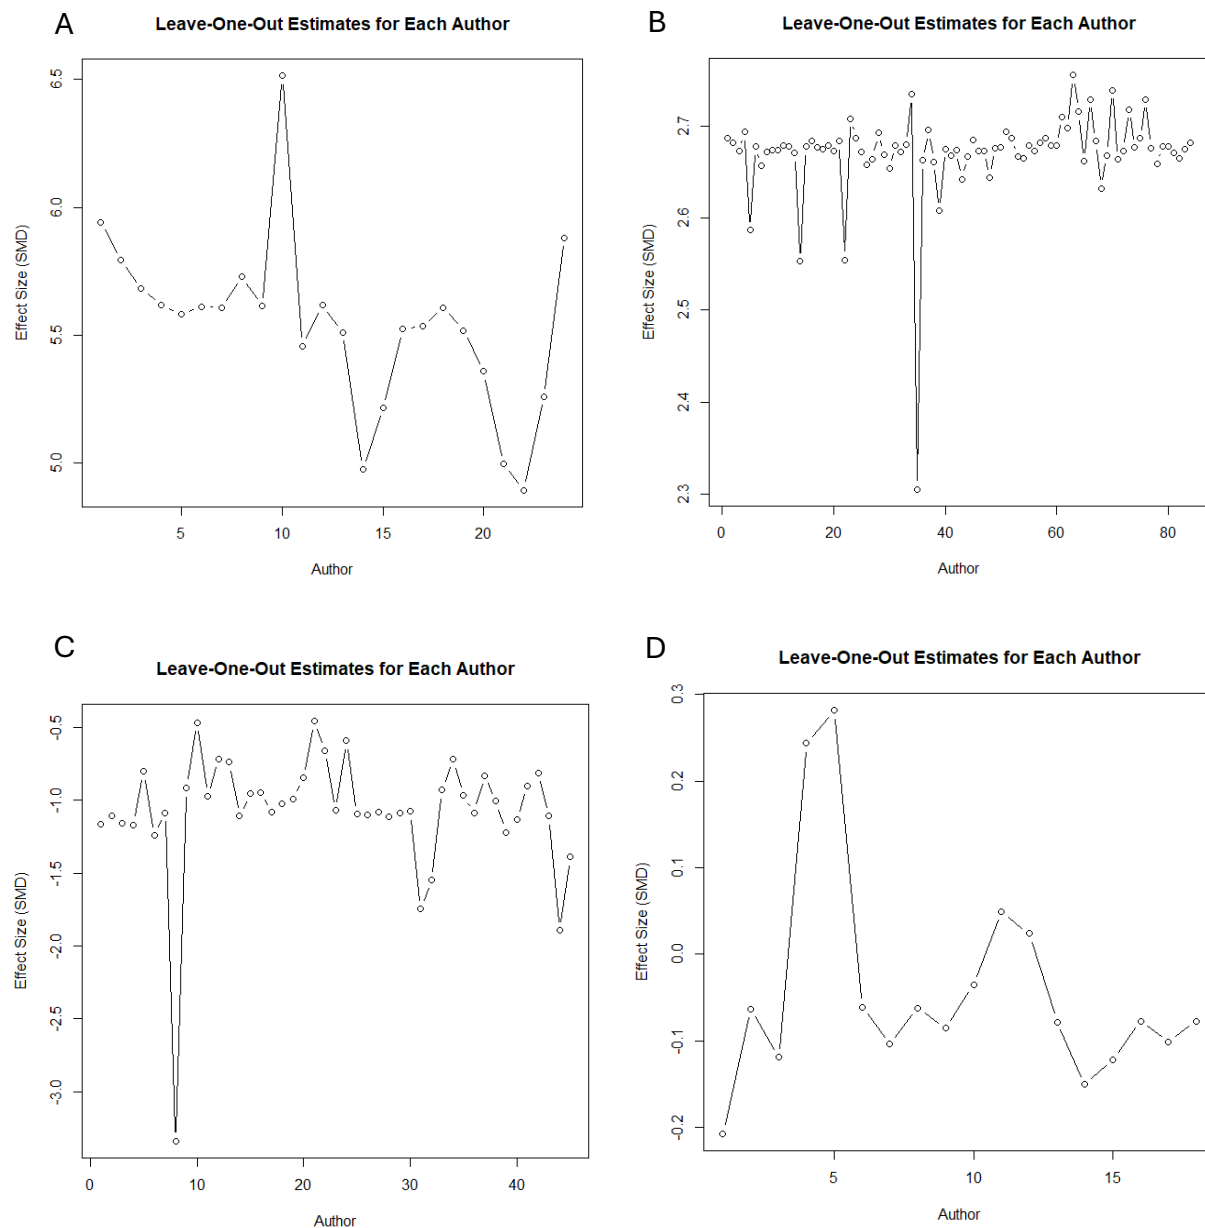 A
Leave-One-Out Estimates for Each Author
Effect Size (SMD)
6.5
6.0
5.5
5.0
5 10 15 20
Author
B
Leave-One-Out Estimates for Each Author
Effect Size (SMD)
2.7
2.6
2.5
2.4
2.3
0 20 40 60 80
Author
C
Leave-One-Out Estimates for Each Author
Effect Size (SMD)
-0.5
-1.0
-1.5
-2.0
-2.5
-3.0
0 10 20 30 40
Author
D
Leave-One-Out Estimates for Each Author
Effect Size (SMD)
0.3
0.2
0.1
0.0
-0.1
-0.2
5 10 15
Author